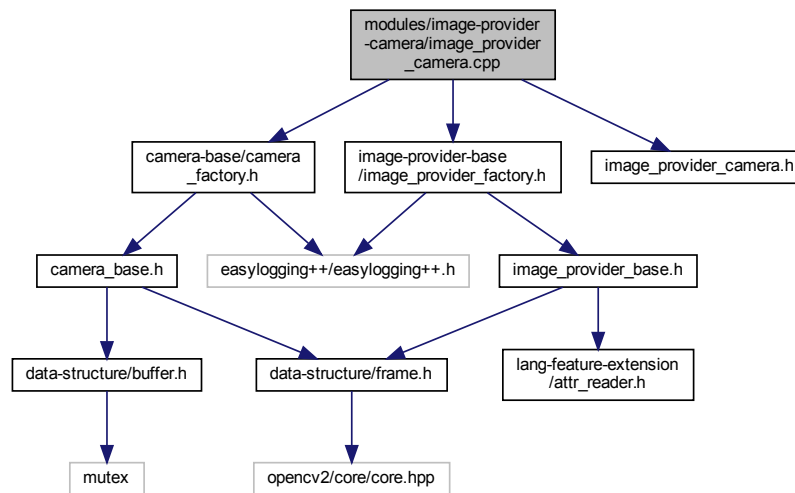 modules/image-provider
-camera/image_provider
_camera.cpp
camera-base/camera
_factory.h
image-provider-base
/image_provider_factory.h
image_provider_camera.h
camera_base.h
easylogging++/easylogging++.h
image_provider_base.h
data-structure/buffer.h
data-structure/frame.h
lang-feature-extension
/attr_reader.h
mutex
opencv2/core/core.hpp